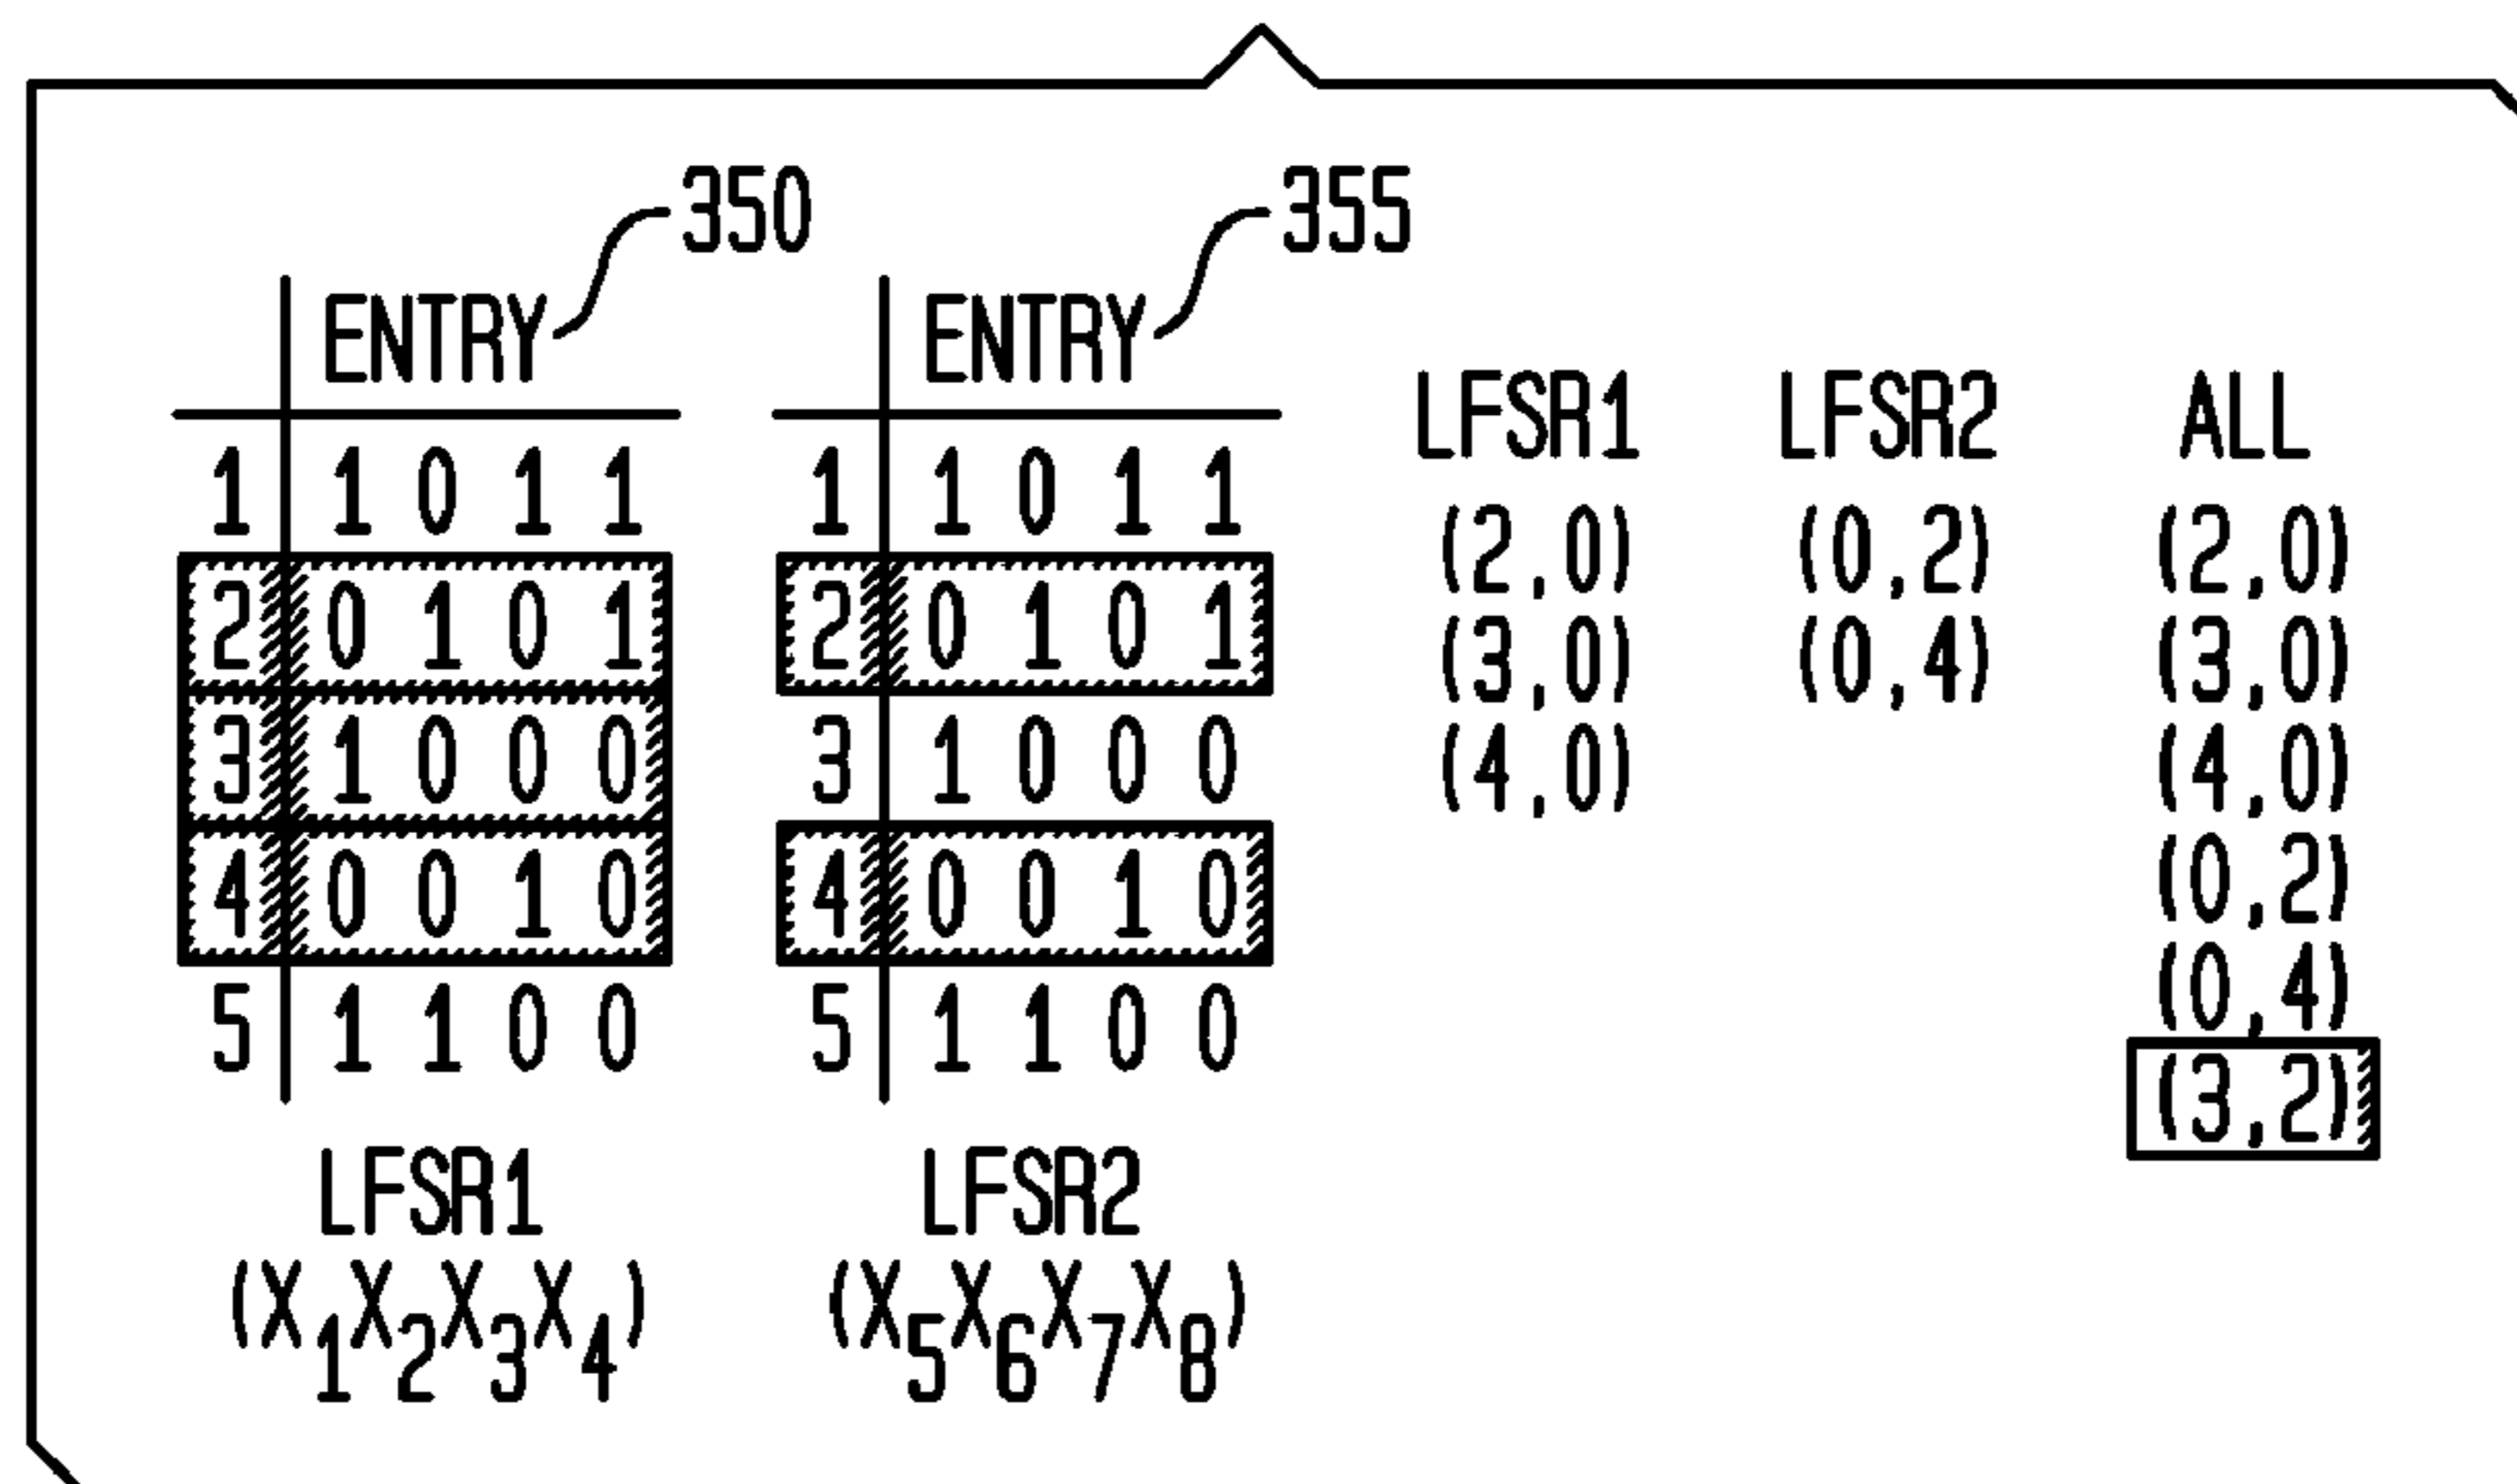 350 355
ENTRY ENTRY
LFSR1 LFSR2 ALL
1 1 0 1 1 1 1 0 1 1
(2,0) (0,2) (2,0)
2 0 1 0 1 2 0 1 0 1
(3,0) (0,4) (3,0)
3 1 0 0 0 3 1 0 0 0
(4,0) (4,0)
4 0 0 1 0 4 0 0 1 0
(0,2)
(0,4)
5 1 1 0 0 5 1 1 0 0
(3,2)
LFSR1 LFSR2
(X1X2X3X4) (X5X6X7X8)